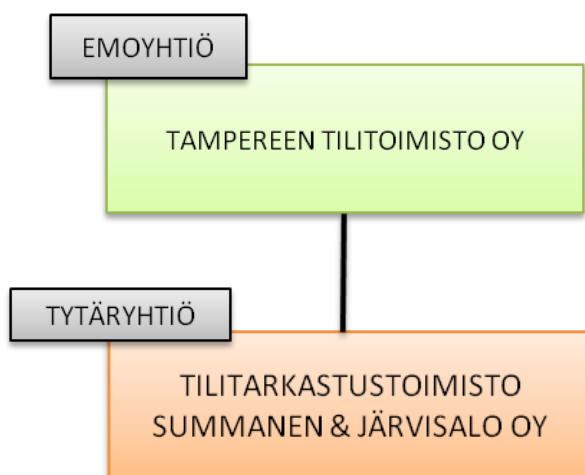 EMOYHTIÖ
TAMPEREEN TILITOIMISTO OY
TYTÄRYHTIÖ
TILITARKASTUSTOIMISTO
SUMMANEN & JÄRVISALO OY